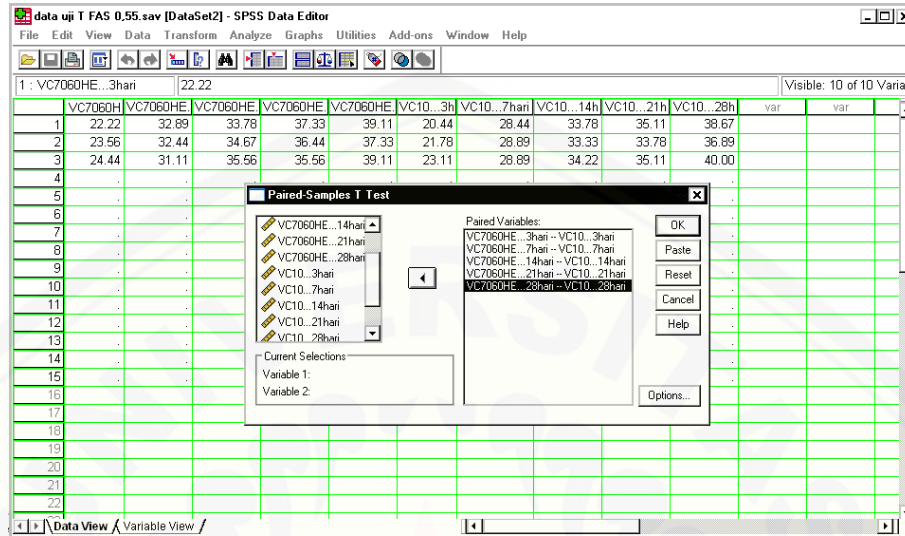 data uji T FAS 0,55.sav [DataSet2] - SPSS Data Editor
File Edit View Data Transform Analyze Graphs Utilities Add-ons Window Help
1 : VC7060HE...3hari 22.22 Visible: 10 of 10 Varia
VC7060H VC7060HE. VC7060HE. VC7060HE. VC7060HE. VC10...3h VC10...7hari VC10...14h VC10...21h VC10...28h var var
1 22.22 32.89 33.78 37.33 39.11 20.44 28.44 33.78 35.11 38.67
2 23.56 32.44 34.67 36.44 37.33 21.78 28.89 33.33 33.78 36.89
3 24.44 31.11 35.56 35.56 39.11 23.11 28.89 34.22 35.11 40.00
4
5
6
7
8
9
10
11
12
13
14
15
16
17
18
19
20
21
22
Paired-Samples T Test
VC7060HE...14hari
VC7060HE...21hari
VC7060HE...28hari
VC10...3hari
VC10...7hari
VC10...14hari
VC10...21hari
VC10...28hari
Current Selections
Variable 1:
Variable 2:
Paired Variables:
VC7060HE...3hari -- VC10...3hari
VC7060HE...7hari -- VC10...7hari
VC7060HE...14hari -- VC10...14hari
VC7060HE...21hari -- VC10...21hari
VC7060HE...28hari -- VC10...28hari
OK
Paste
Reset
Cancel
Help
Options...
Data View Variable View